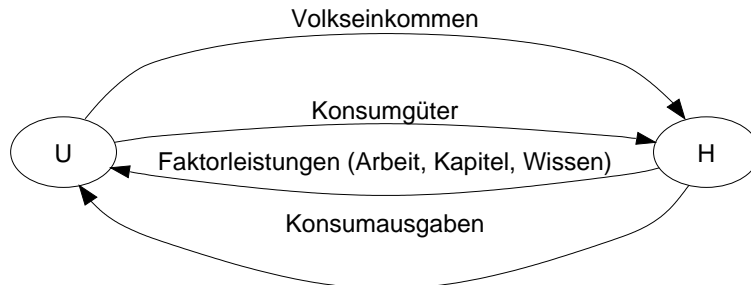 Volkseinkommen
Konsumgüter
U
H
Faktorleistungen (Arbeit, Kapitel, Wissen)
Konsumausgaben